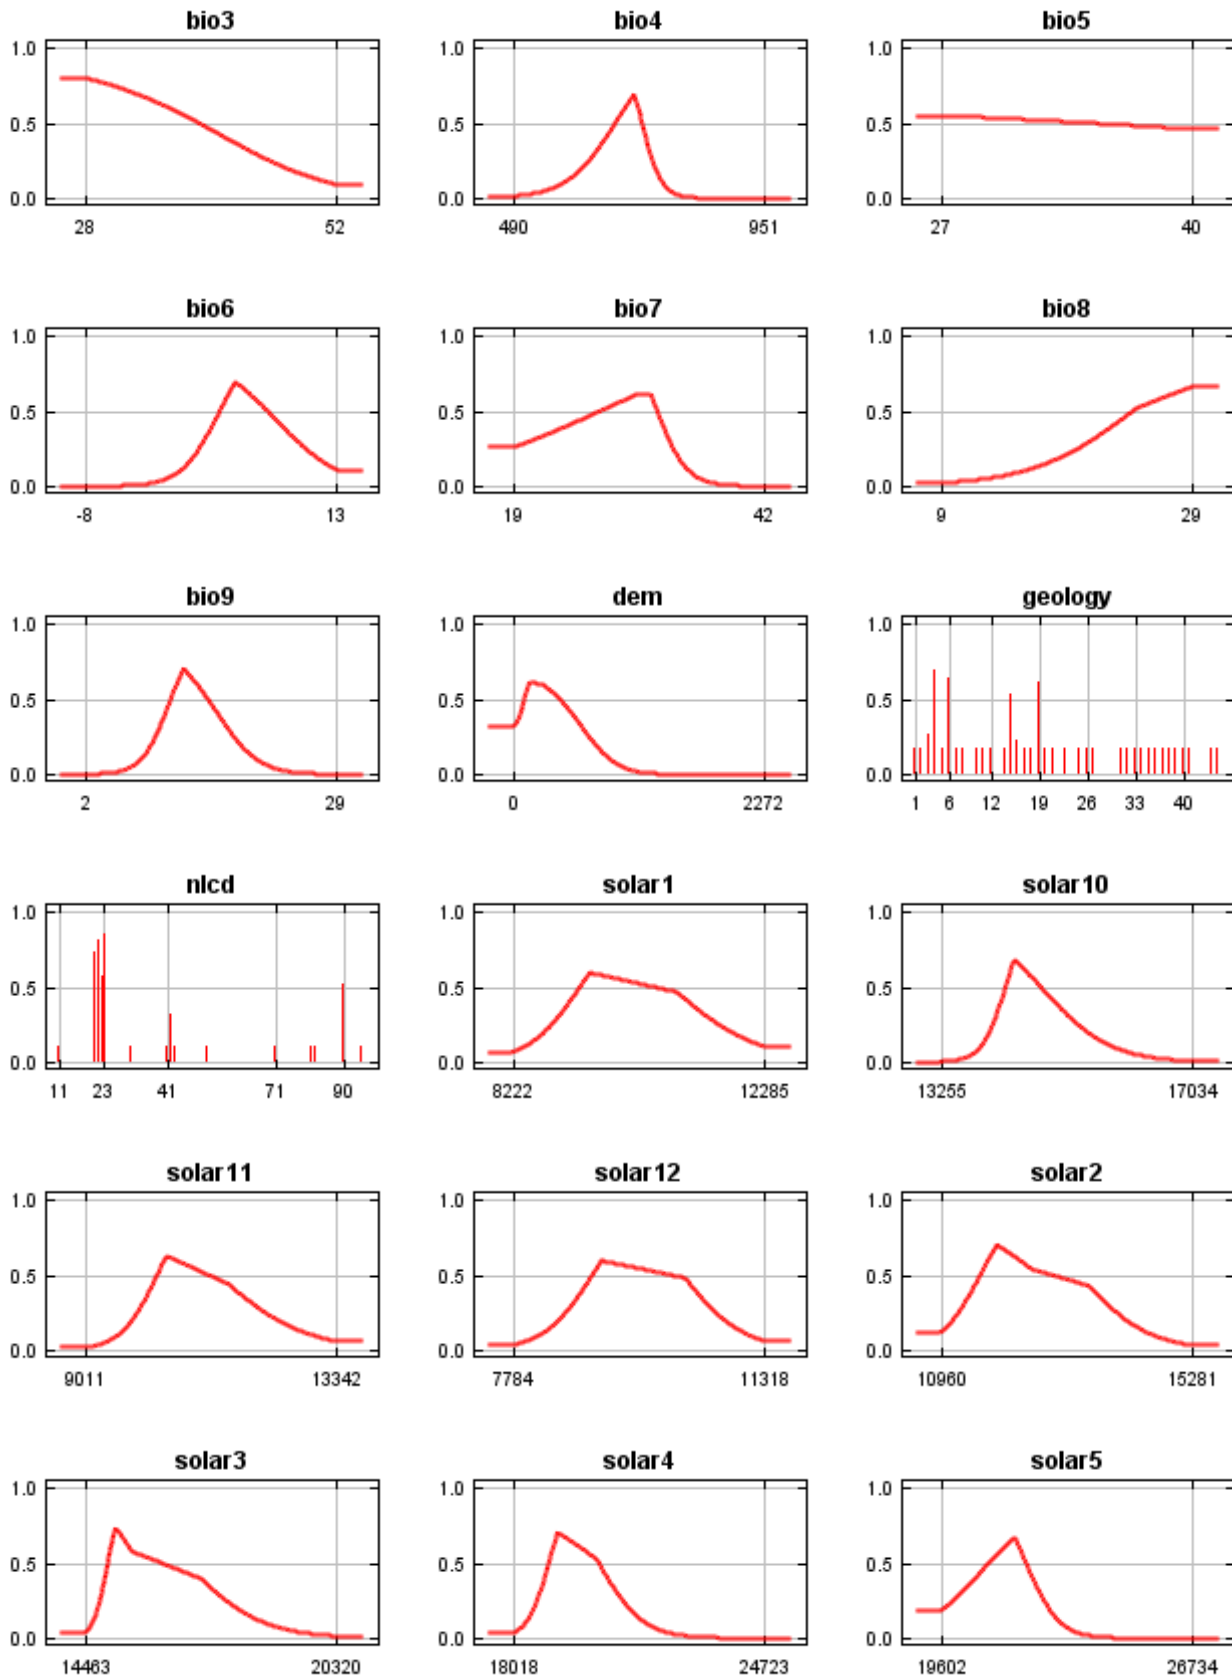 bio3 bio4 bio5
1.0 1.0 1.0
0.5 0.5 0.5
0.0 0.0 0.0
28 52 490 951 27 40
bio6 bio7 bio8
1.0 1.0 1.0
0.5 0.5 0.5
0.0 0.0 0.0
-8 13 19 42 9 29
bio9 dem geology
1.0 1.0 1.0
0.5 0.5 0.5
0.0 0.0 0.0
2 29 0 2272 1 6 12 19 26 33 40
nlcd solar1 solar10
1.0 1.0 1.0
0.5 0.5 0.5
0.0 0.0 0.0
11 23 41 71 90 8222 12285 13255 17034
solar11 solar12 solar2
1.0 1.0 1.0
0.5 0.5 0.5
0.0 0.0 0.0
9011 13342 7784 11318 10960 15281
solar3 solar4 solar5
1.0 1.0 1.0
0.5 0.5 0.5
0.0 0.0 0.0
14463 20320 18018 24723 19602 26734